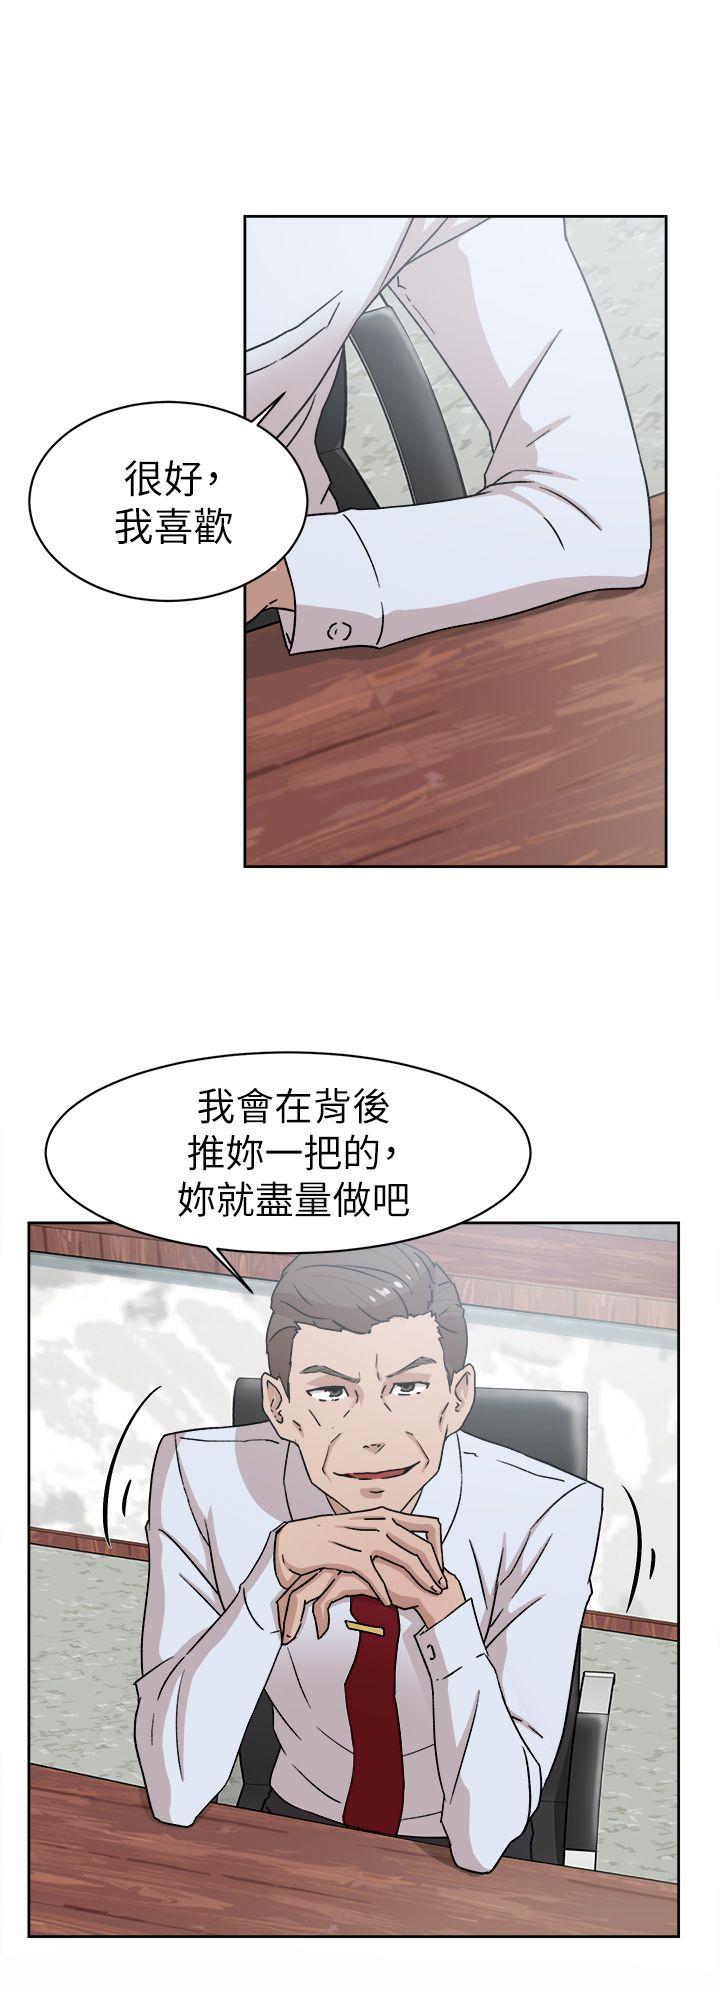 很好，
我喜歡
我會在背後
推妳一把的，
妳就盡量做吧